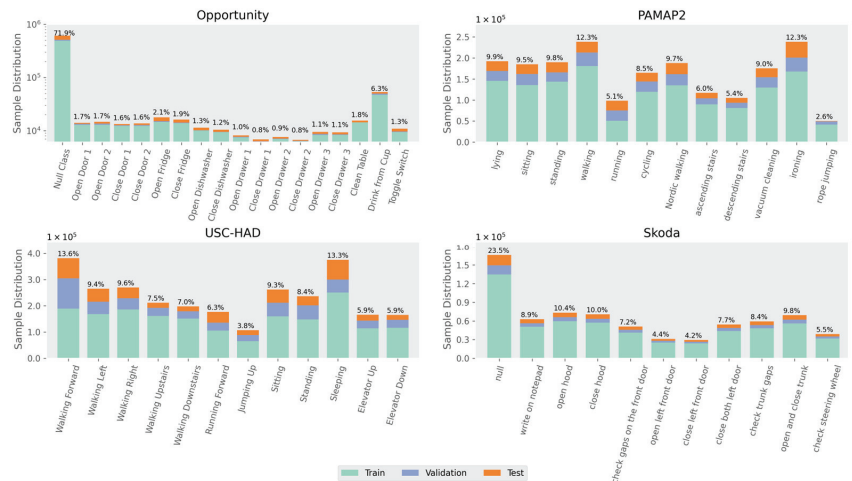 Opportunity
Sample Distribution
10⁶
10⁵
10⁴
71.9%
1.7%
1.7%
1.6%
1.6%
2.1%
1.9%
1.3%
1.2%
1.0%
0.8%
0.9%
0.8%
1.1%
1.1%
1.8%
6.3%
1.3%
Null Class
Open Door 1
Open Door 2
Close Door 1
Close Door 2
Open Fridge
Close Fridge
Open Dishwasher
Close Dishwasher
Open Drawer 1
Close Drawer 1
Open Drawer 2
Close Drawer 2
Open Drawer 3
Close Drawer 3
Clean Table
Drink from Cup
Toggle Switch
PAMAP2
1 × 10⁵
Sample Distribution
2.5
2.0
1.5
1.0
0.5
0.0
9.9%
9.5%
9.8%
12.3%
5.1%
8.5%
9.7%
6.0%
5.4%
9.0%
12.3%
2.6%
lying
sitting
standing
walking
running
cycling
Nordic walking
ascending stairs
descending stairs
vacuum cleaning
ironing
rope jumping
USC-HAD
1 × 10⁵
Sample Distribution
4.0
3.0
2.0
1.0
0.0
13.6%
9.4%
9.6%
7.5%
7.0%
6.3%
3.8%
9.3%
8.4%
13.3%
5.9%
5.9%
Walking Forward
Walking Left
Walking Right
Walking Upstairs
Walking Downstairs
Running Forward
Jumping Up
Sitting
Standing
Sleeping
Elevator Up
Elevator Down
Skoda
1 × 10⁵
Sample Distribution
1.0
1.2
0.9
0.6
0.3
0.0
23.5%
8.9%
10.4%
10.0%
7.2%
4.4%
4.2%
7.7%
8.4%
9.8%
5.5%
null
write on notepad
open hood
close hood
check gaps on the front door
open left front door
close left front door
close both left door
check trunk gaps
open and close trunk
check steering wheel
Train
Validation
Test